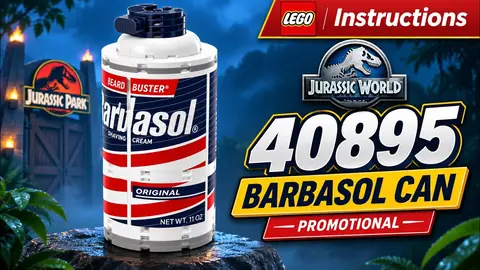 LEGO | Instructions
JURASSIC WORLD
40895
BARBASOL CAN
PROMOTIONAL
JURASSIC PARK
BEARD BUSTER®
arbasol®
SHAVING CREAM
ORIGINAL
NET WT. 11 OZ